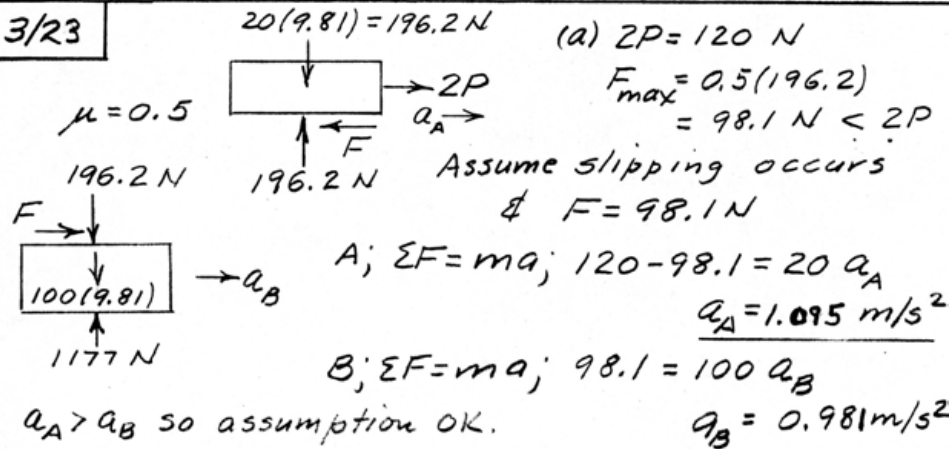 3/23
20(9.81) = 196.2 N
2P
a_A
F
196.2 N
μ = 0.5
196.2 N
F
100(9.81)
a_B
1177 N
(a) 2P = 120 N
F_max = 0.5(196.2)
= 98.1 N < 2P
Assume slipping occurs
& F = 98.1 N
A; ΣF = ma; 120 - 98.1 = 20 a_A
a_A = 1.095 m/s²
B; ΣF = ma; 98.1 = 100 a_B
a_B = 0.981 m/s²
a_A > a_B so assumption OK.